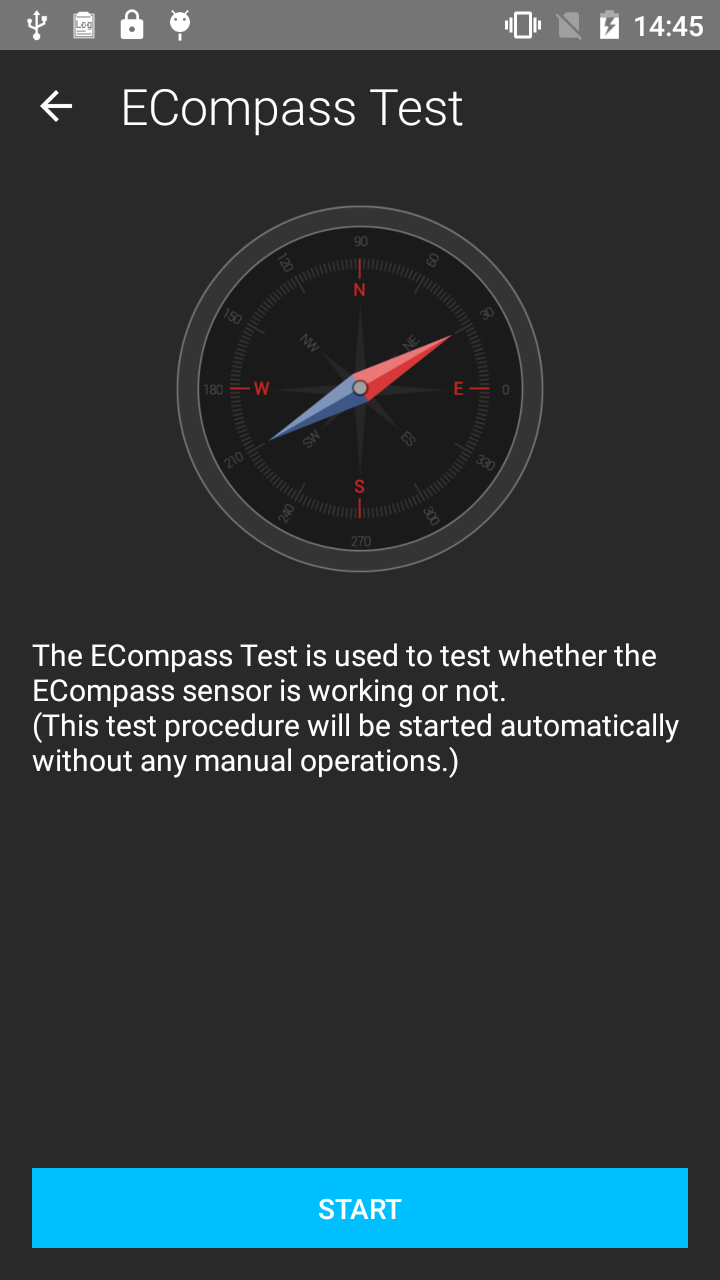 Log
14:45
ECompass Test
90
120
60
N
150
30
NW
NE
180
W
E
0
SW
ES
210
330
S
240
300
270
The ECompass Test is used to test whether the
ECompass sensor is working or not.
(This test procedure will be started automatically
without any manual operations.)
START